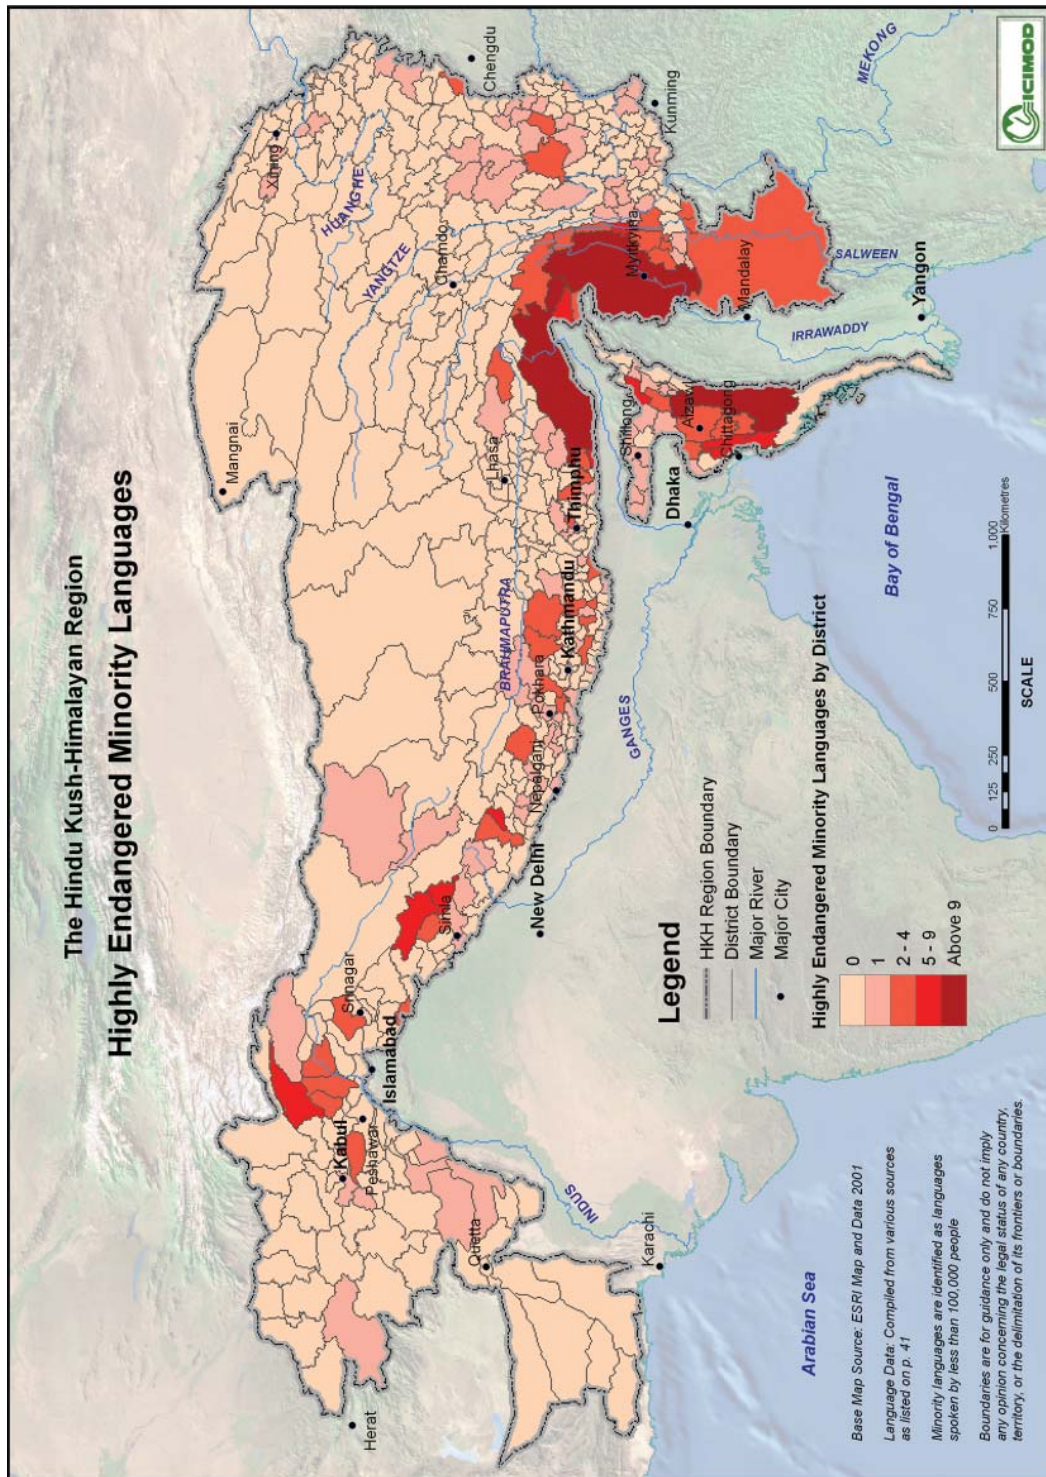 The Hindu Kush-Himalayan Region
Highly Endangered Minority Languages
Herat
Kabul
Peshawar
Quetta
Karachi
INDUS
Islamabad
Srinagar
Simla
New Delhi
Nepalganj
Pokhara
Kathmandu
GANGES
BRAHMAPUTRA
Mangnai
Lhasa
Thimphu
Dhaka
Shillong
Aizawl
Chittagong
Chamdo
YANGTZE
HUANG HE
Xining
Chengdu
Kunming
Myitkyina
Mandalay
SALWEEN
IRRAWADDY
Yangon
MEKONG
Arabian Sea
Bay of Bengal
Legend
HKH Region Boundary
District Boundary
Major River
Major City
Highly Endangered Minority Languages by District
0
1
2 - 4
5 - 9
Above 9
0 125 250 500 750 1,000
Kilometres
SCALE
Base Map Source: ESRI Map and Data 2001
Language Data: Compiled from various sources
as listed on p. 41
Minority languages are identified as languages
spoken by less than 100,000 people
Boundaries are for guidance only and do not imply
any opinion concerning the legal status of any country,
territory, or the delimitation of its frontiers or boundaries.
ICIMOD